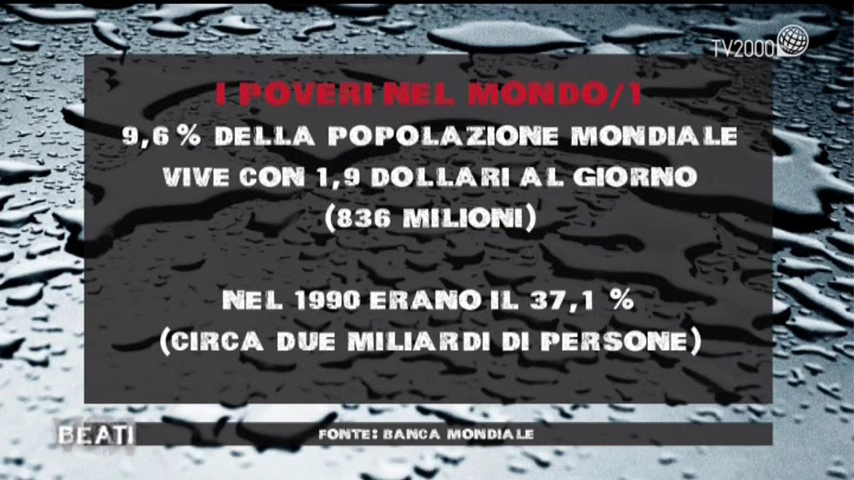 TV2000
I POVERI NEL MONDO/1
9,6% DELLA POPOLAZIONE MONDIALE
VIVE CON 1,9 DOLLARI AL GIORNO
(836 MILIONI)
NEL 1990 ERANO IL 37,1 %
(CIRCA DUE MILIARDI DI PERSONE)
BEATI
FONTE: BANCA MONDIALE